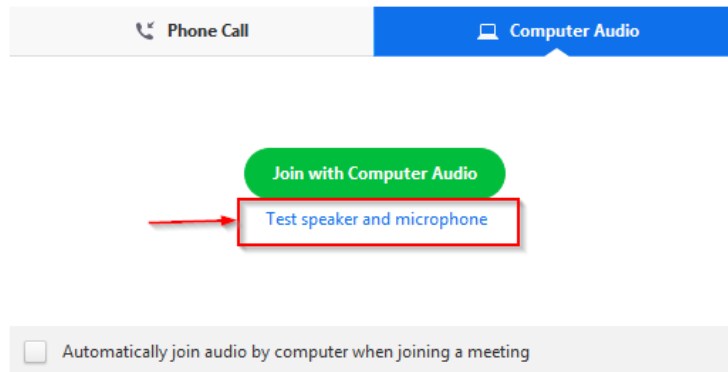 Phone Call
Computer Audio
Join with Computer Audio
Test speaker and microphone
Automatically join audio by computer when joining a meeting